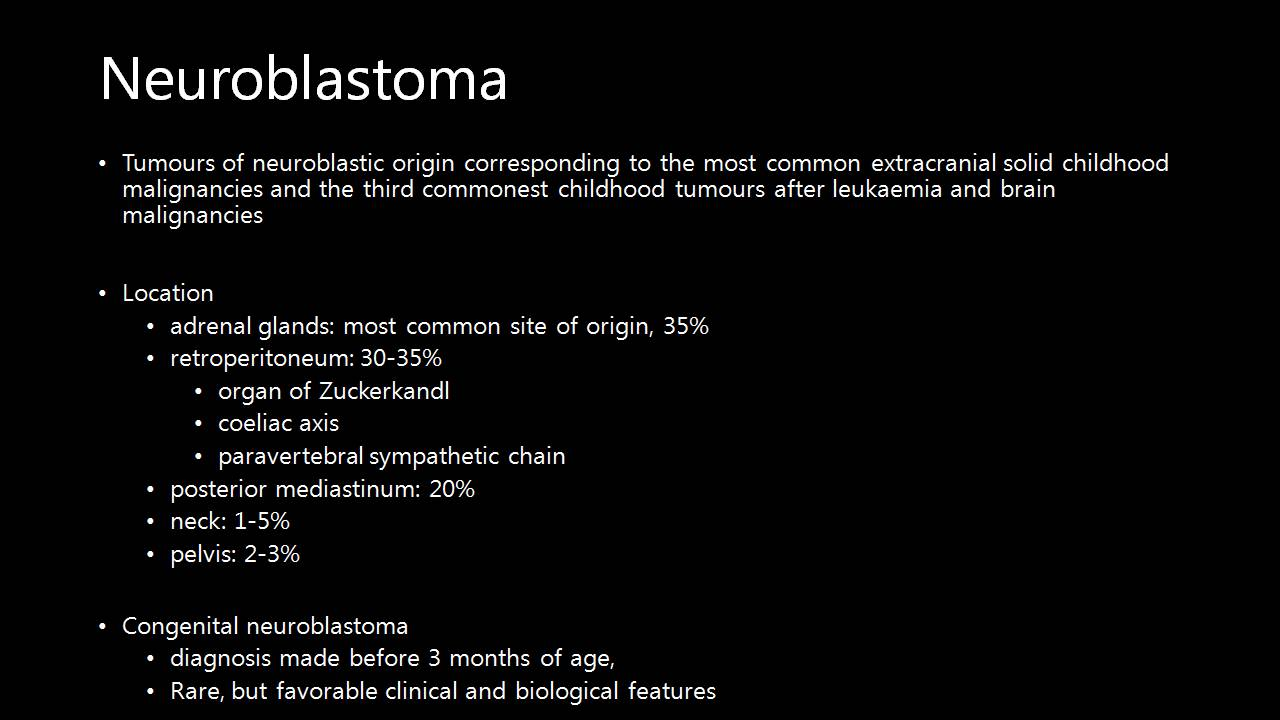 Neuroblastoma
• Tumours of neuroblastic origin corresponding to the most common extracranial solid childhood
malignancies and the third commonest childhood tumours after leukaemia and brain
malignancies
• Location
• adrenal glands: most common site of origin, 35%
• retroperitoneum: 30-35%
• organ of Zuckerkandl
• coeliac axis
• paravertebral sympathetic chain
• posterior mediastinum: 20%
• neck: 1-5%
• pelvis: 2-3%
• Congenital neuroblastoma
• diagnosis made before 3 months of age,
• Rare, but favorable clinical and biological features